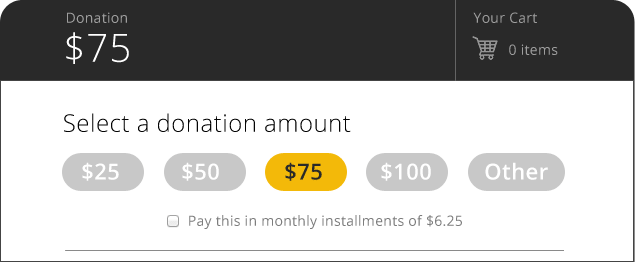 Donation
$75
Your Cart
0 items
Select a donation amount
$25 $50 $75 $100 Other
Pay this in monthly installments of $6.25